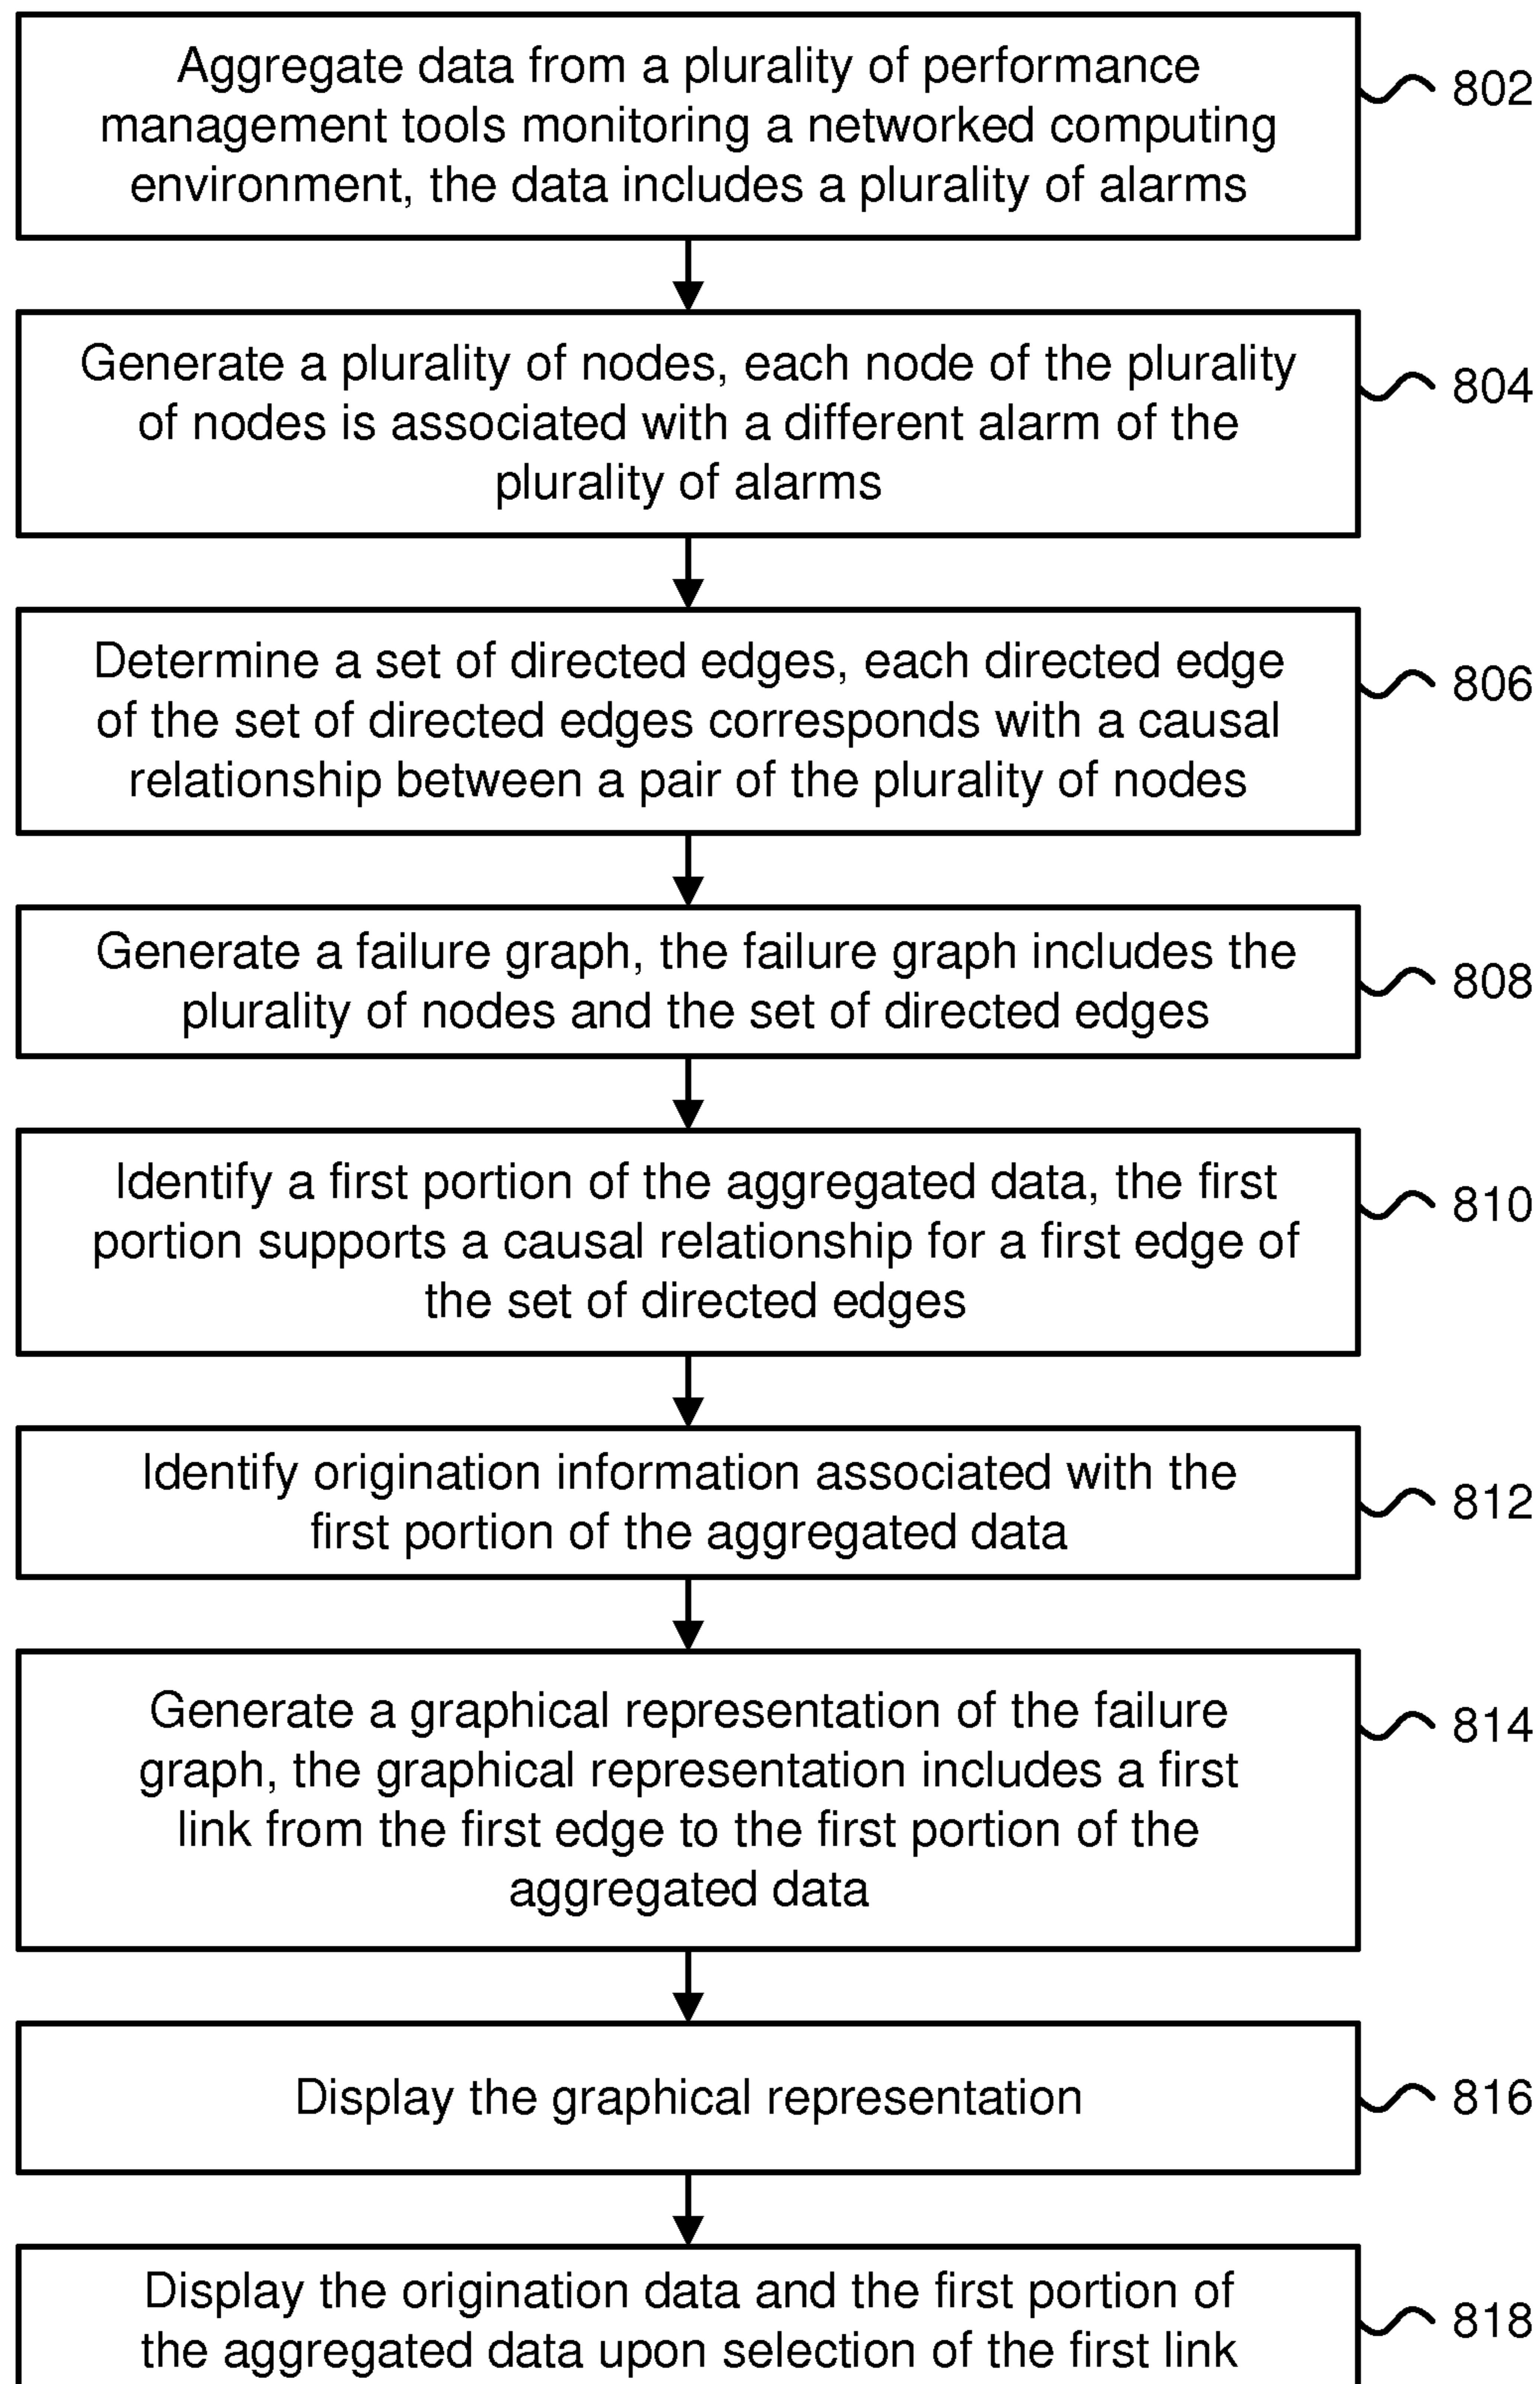 Aggregate data from a plurality of performance
management tools monitoring a networked computing
environment, the data includes a plurality of alarms
802
Generate a plurality of nodes, each node of the plurality
of nodes is associated with a different alarm of the
plurality of alarms
804
Determine a set of directed edges, each directed edge
of the set of directed edges corresponds with a causal
relationship between a pair of the plurality of nodes
806
Generate a failure graph, the failure graph includes the
plurality of nodes and the set of directed edges
808
Identify a first portion of the aggregated data, the first
portion supports a causal relationship for a first edge of
the set of directed edges
810
Identify origination information associated with the
first portion of the aggregated data
812
Generate a graphical representation of the failure
graph, the graphical representation includes a first
link from the first edge to the first portion of the
aggregated data
814
Display the graphical representation
816
Display the origination data and the first portion of
the aggregated data upon selection of the first link
818